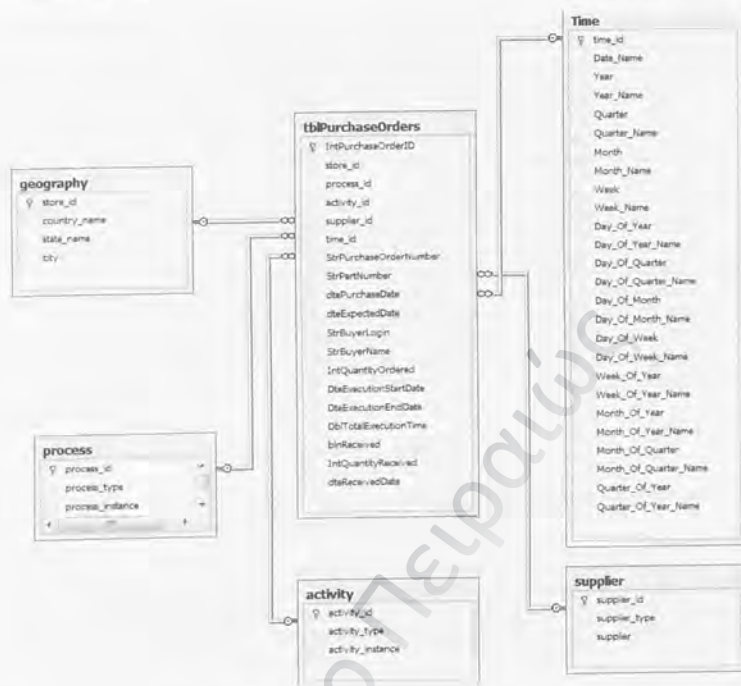 geography
store_id
country_name
state_name
city
process
process_id
process_type
process_instance
tblPurchaseOrders
IntPurchaseOrderID
store_id
process_id
activity_id
supplier_id
time_id
StrPurchaseOrderNumber
StrPartNumber
dtePurchaseDate
dteExpectedDate
StrBuyerLogin
StrBuyerName
IntQuantityOrdered
DteExecutionStartDate
DteExecutionEndDate
DblTotalExecutionTime
blnReceived
IntQuantityReceived
dteReceivedDate
activity
activity_id
activity_type
activity_instance
Time
time_id
Date_Name
Year
Year_Name
Quarter
Quarter_Name
Month
Month_Name
Week
Week_Name
Day_Of_Year
Day_Of_Year_Name
Day_Of_Quarter
Day_Of_Quarter_Name
Day_Of_Month
Day_Of_Month_Name
Day_Of_Week
Day_Of_Week_Name
Week_Of_Year
Week_Of_Year_Name
Month_Of_Year
Month_Of_Year_Name
Month_Of_Quarter
Month_Of_Quarter_Name
Quarter_Of_Year
Quarter_Of_Year_Name
supplier
supplier_id
supplier_type
supplier
Πειραιώς